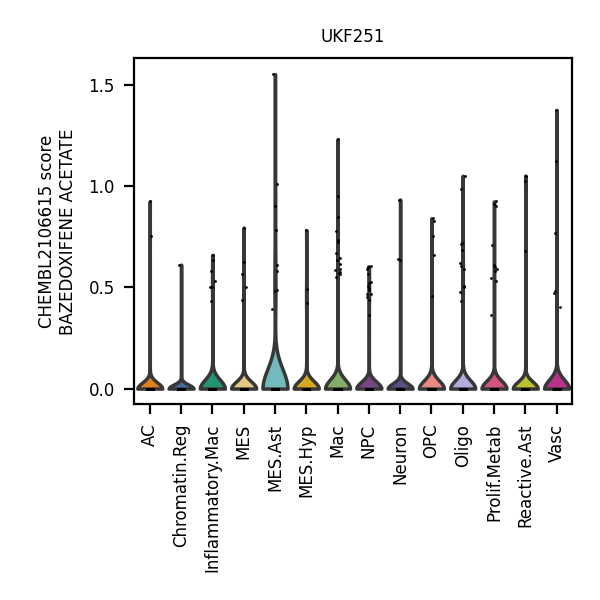 UKF251
CHEMBL2106615 score
BAZEDOXIFENE ACETATE
1.5
1.0
0.5
0.0
AC
Chromatin.Reg
Inflammatory.Mac
MES
MES.Ast
MES.Hyp
Mac
NPC
Neuron
OPC
Oligo
Prolif.Metab
Reactive.Ast
Vasc